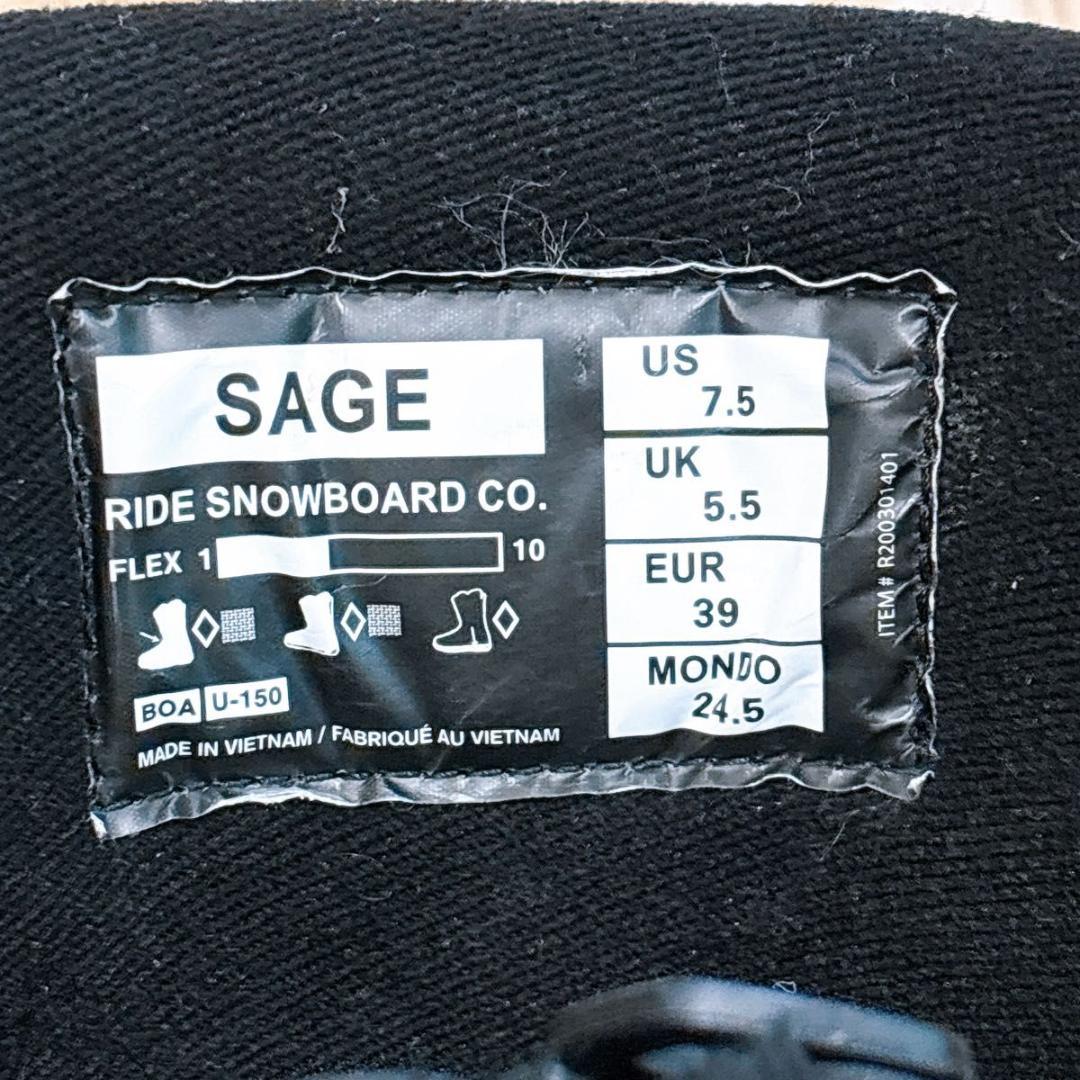 SAGE
RIDE SNOWBOARD CO.
FLEX 1 10
BOA U-150
MADE IN VIETNAM / FABRIQUÉ AU VIETNAM
US
7.5
UK
5.5
EUR
39
MONDO
24.5
ITEM# R200301401